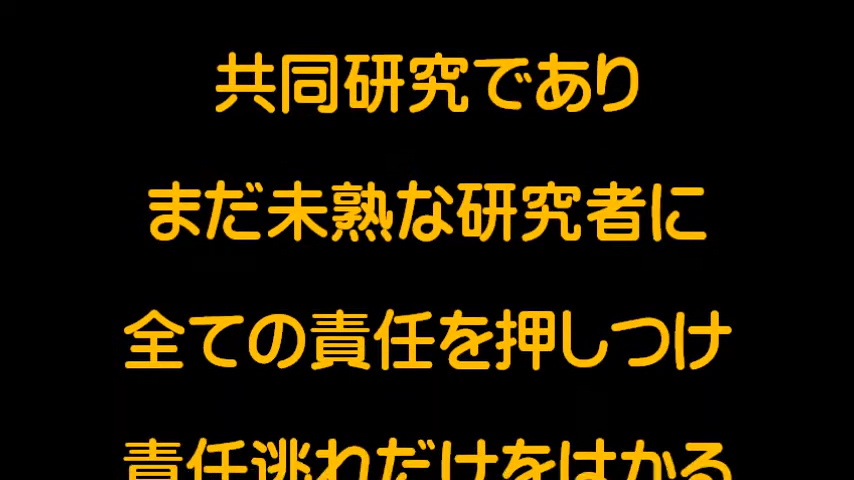 共同研究であり
まだ未熟な研究者に
全ての責任を押しつけ
責任逃れだけをはかる